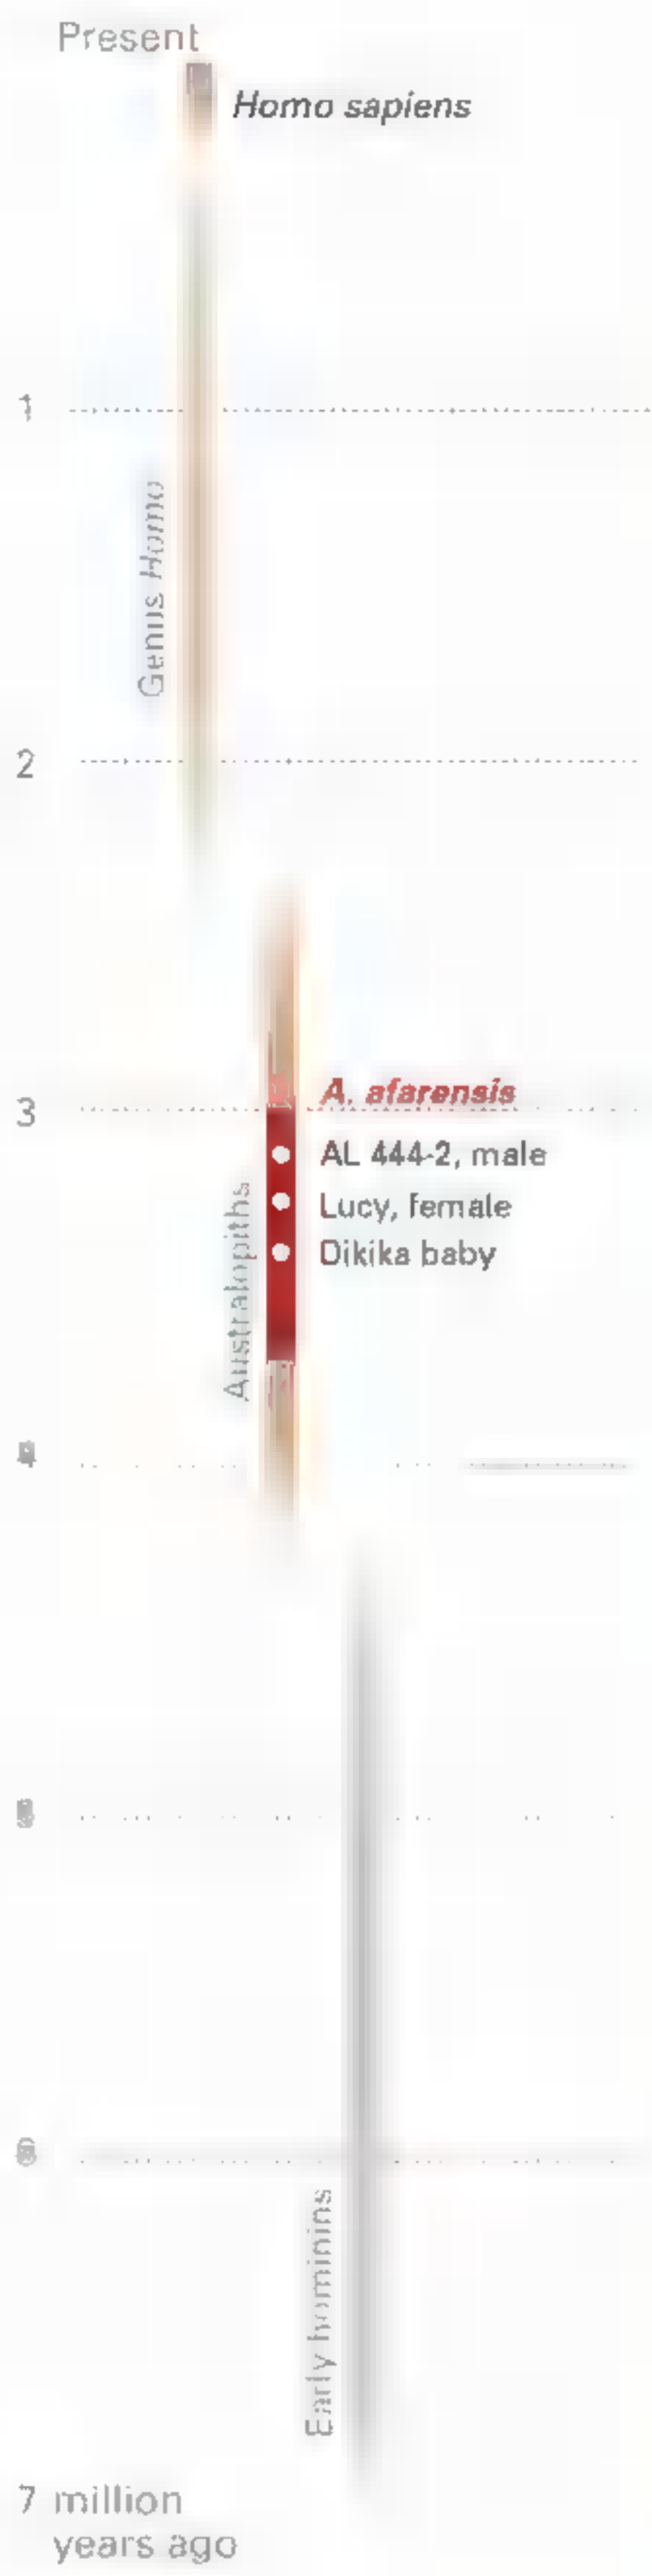 Present
Homo sapiens
1
Genus Homo
2
A. afarensis
3
AL 444-2, male
Lucy, female
Dikika baby
Australopiths
4
5
6
Early hominins
7 million
years ago